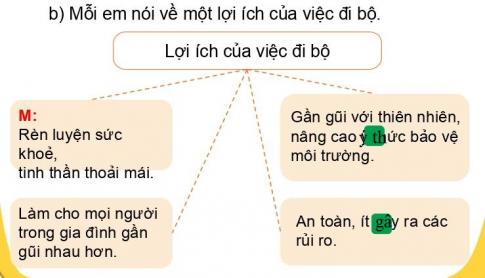 b) Mỗi em nói về một lợi ích của việc đi bộ.
Lợi ích của việc đi bộ
M:
Rèn luyện sức
khoẻ,
tinh thần thoải mái.
Gần gũi với thiên nhiên,
nâng cao ý thức bảo vệ
môi trường.
Làm cho mọi người
trong gia đình gần
gũi nhau hơn.
An toàn, ít gây ra các
rủi ro.